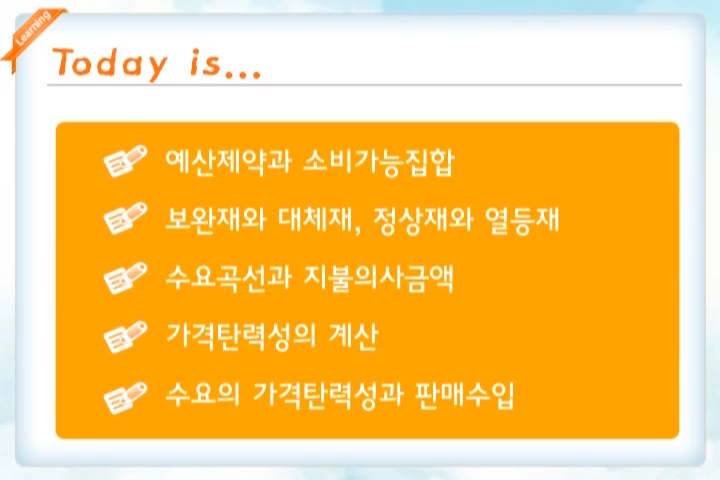 Learning
Today is...
예산제약과 소비가능집합
보완재와 대체재, 정상재와 열등재
수요곡선과 지불의사금액
가격탄력성의 계산
수요의 가격탄력성과 판매수입